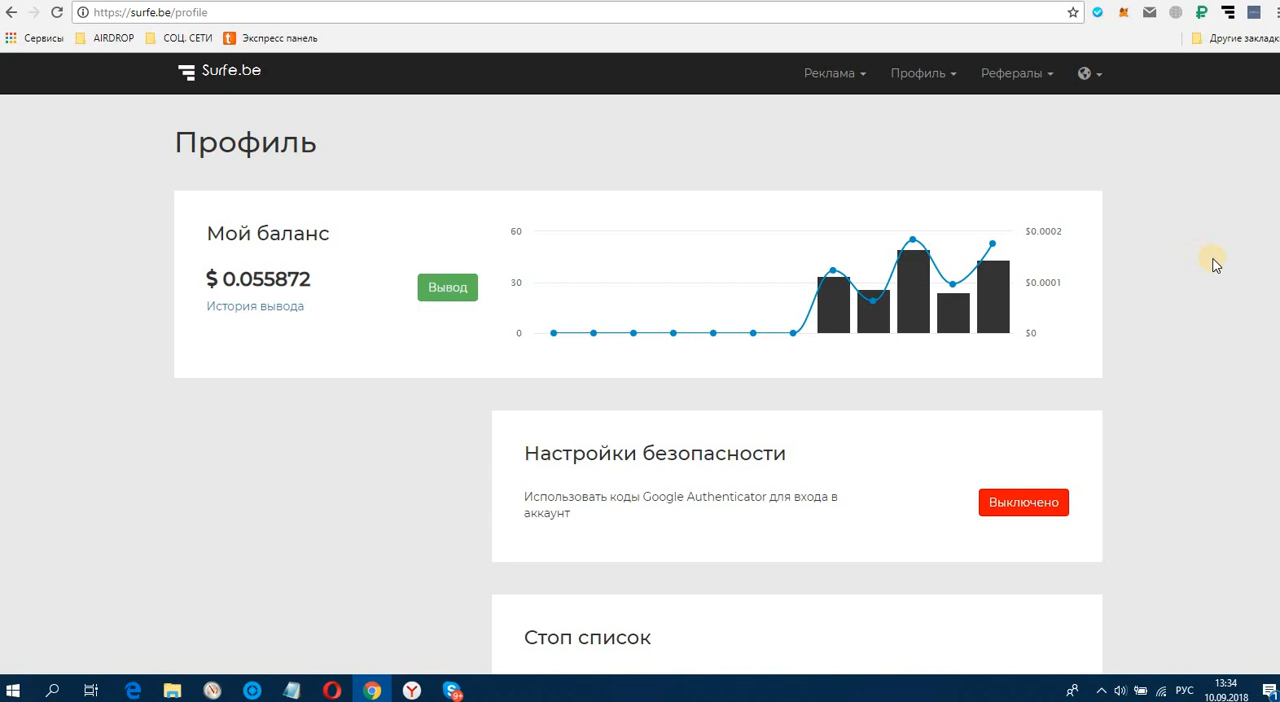 https://surfe.be/profile
Сервисы AIRDROP СОЦ. СЕТИ Экспресс панель Другие закладк
Surfe.be Реклама Профиль Рефералы
Профиль
Мой баланс
$ 0.055872
Вывод
История вывода
60
30
0
$0.0002
$0.0001
$0
Настройки безопасности
Использовать коды Google Authenticator для входа в
аккаунт
Выключено
Стоп список
9+
РУС
13:34
10.09.2018